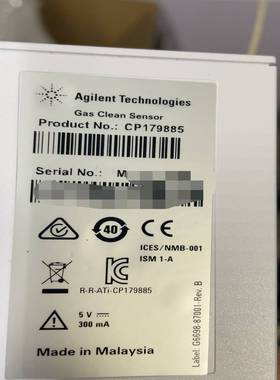 Agilent Technologies
Gas Clean Sensor
Product No.: CP179885
Serial No.: M
40
CE
ICES/NMB-001
ISM 1-A
R-R-ATi-CP179885
5 V
300 mA
Made in Malaysia
Label: G6698-87001-Rev. B